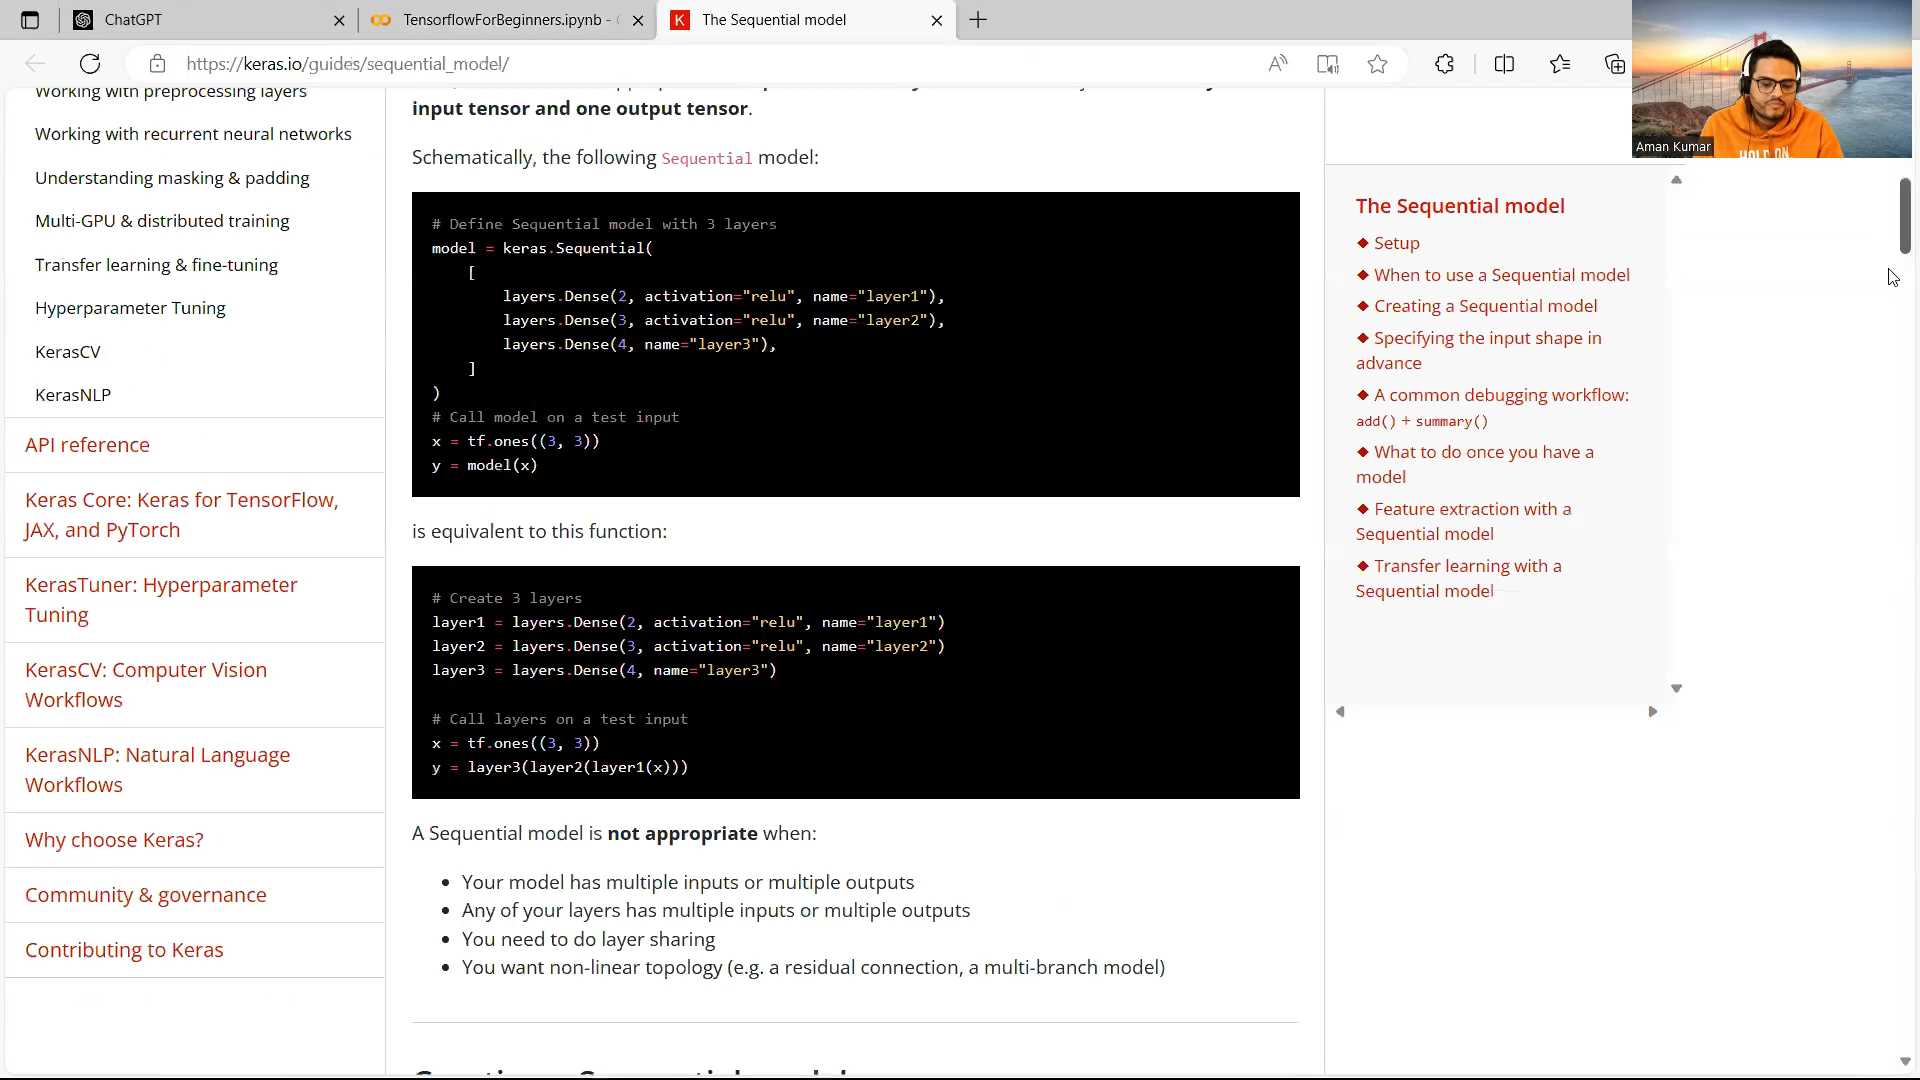 ChatGPT
TensorflowForBeginners.ipynb -
The Sequential model
https://keras.io/guides/sequential_model/
Aman Kumar
HOLD ON
Working with preprocessing layers
Working with recurrent neural networks
Understanding masking & padding
Multi-GPU & distributed training
Transfer learning & fine-tuning
Hyperparameter Tuning
KerasCV
KerasNLP
API reference
Keras Core: Keras for TensorFlow,
JAX, and PyTorch
KerasTuner: Hyperparameter
Tuning
KerasCV: Computer Vision
Workflows
KerasNLP: Natural Language
Workflows
Why choose Keras?
Community & governance
Contributing to Keras
input tensor and one output tensor.
Schematically, the following Sequential model:
# Define Sequential model with 3 layers
model = keras.Sequential(
[
layers.Dense(2, activation="relu", name="layer1"),
layers.Dense(3, activation="relu", name="layer2"),
layers.Dense(4, name="layer3"),
]
)
# Call model on a test input
x = tf.ones((3, 3))
y = model(x)
is equivalent to this function:
# Create 3 layers
layer1 = layers.Dense(2, activation="relu", name="layer1")
layer2 = layers.Dense(3, activation="relu", name="layer2")
layer3 = layers.Dense(4, name="layer3")
# Call layers on a test input
x = tf.ones((3, 3))
y = layer3(layer2(layer1(x)))
A Sequential model is not appropriate when:
• Your model has multiple inputs or multiple outputs
• Any of your layers has multiple inputs or multiple outputs
• You need to do layer sharing
• You want non-linear topology (e.g. a residual connection, a multi-branch model)
The Sequential model
◆ Setup
◆ When to use a Sequential model
◆ Creating a Sequential model
◆ Specifying the input shape in
advance
◆ A common debugging workflow:
add() + summary()
◆ What to do once you have a
model
◆ Feature extraction with a
Sequential model
◆ Transfer learning with a
Sequential model